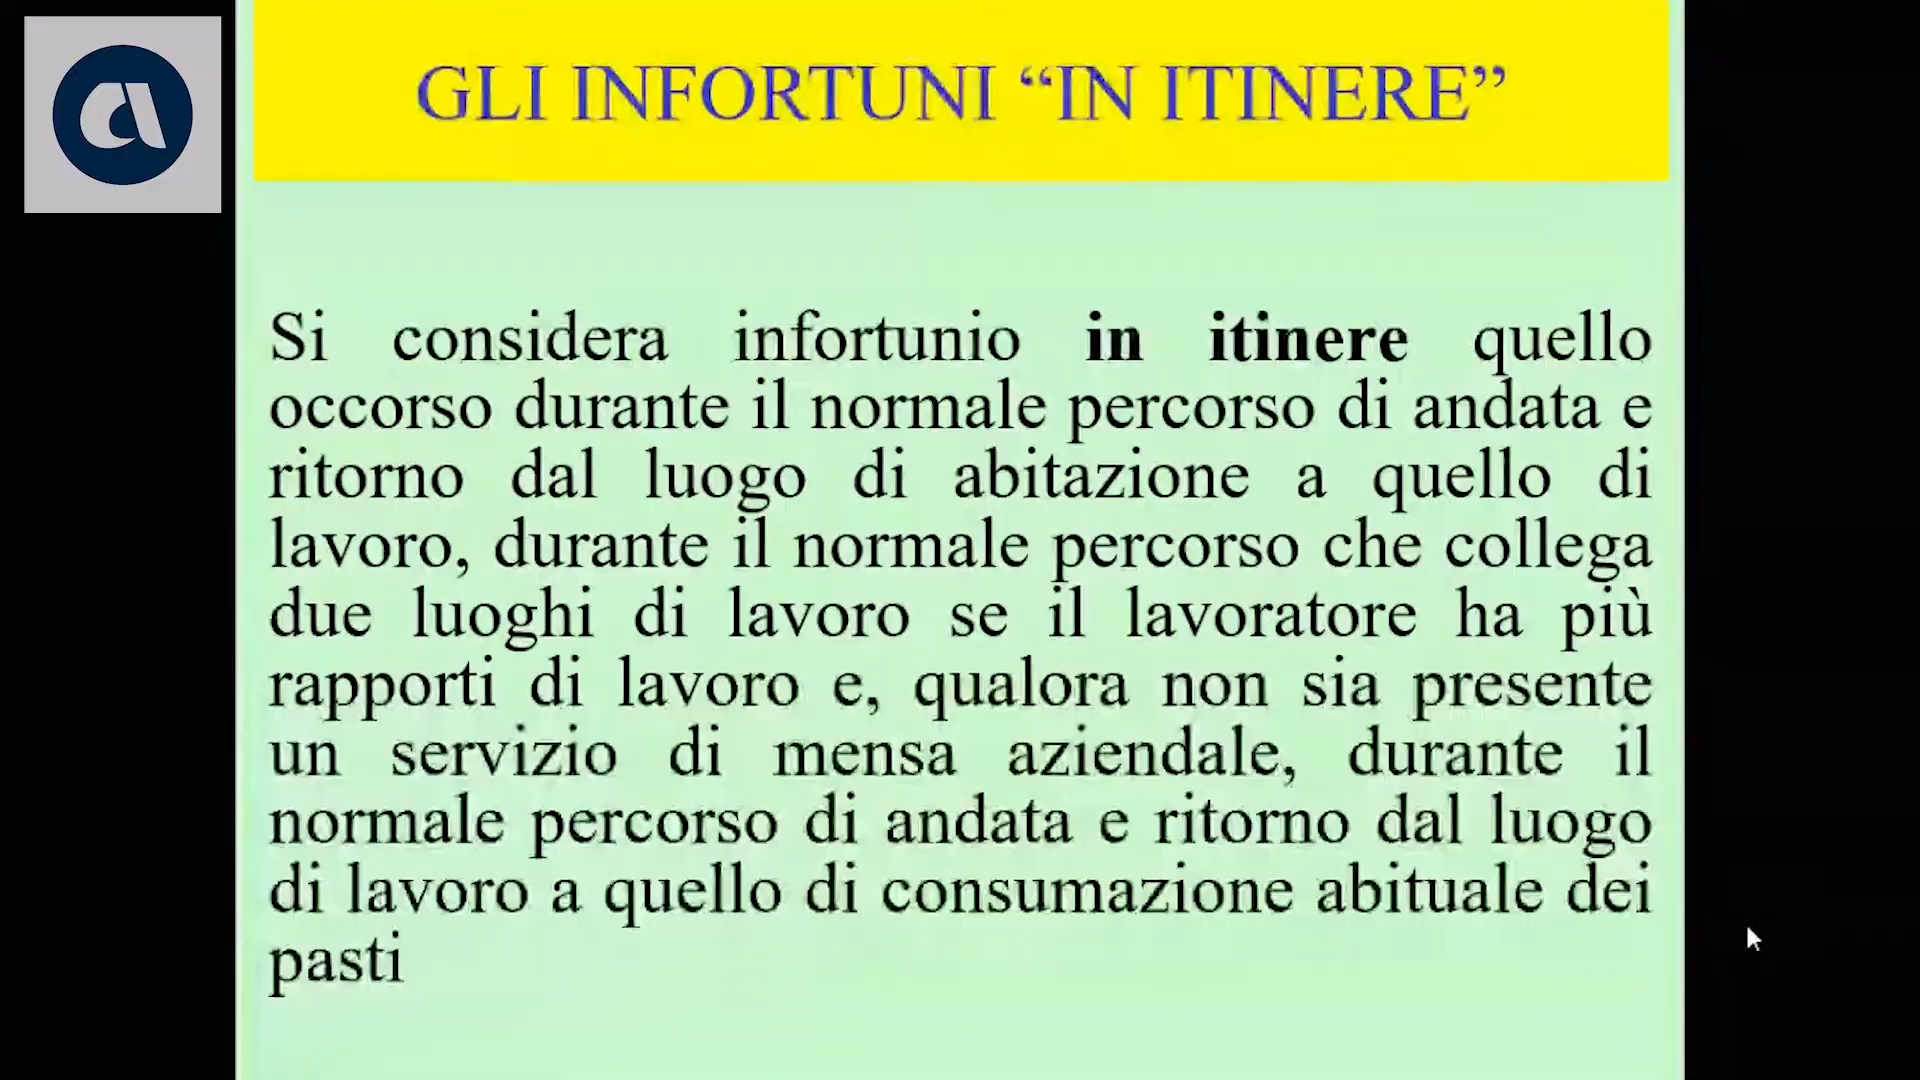 GLI INFORTUNI “IN ITINERE”
Si considera infortunio in itinere quello
occorso durante il normale percorso di andata e
ritorno dal luogo di abitazione a quello di
lavoro, durante il normale percorso che collega
due luoghi di lavoro se il lavoratore ha più
rapporti di lavoro e, qualora non sia presente
un servizio di mensa aziendale, durante il
normale percorso di andata e ritorno dal luogo
di lavoro a quello di consumazione abituale dei
pasti